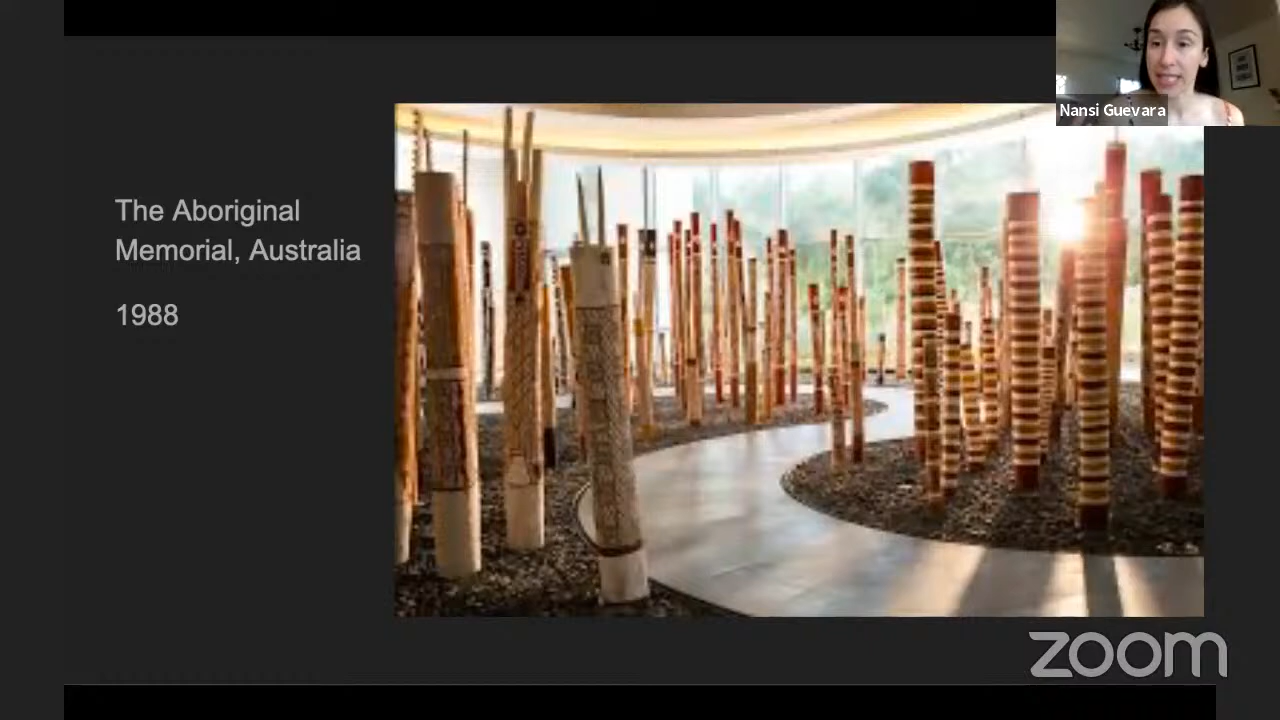 Nansi Guevara
The Aboriginal
Memorial, Australia
1988
zoom